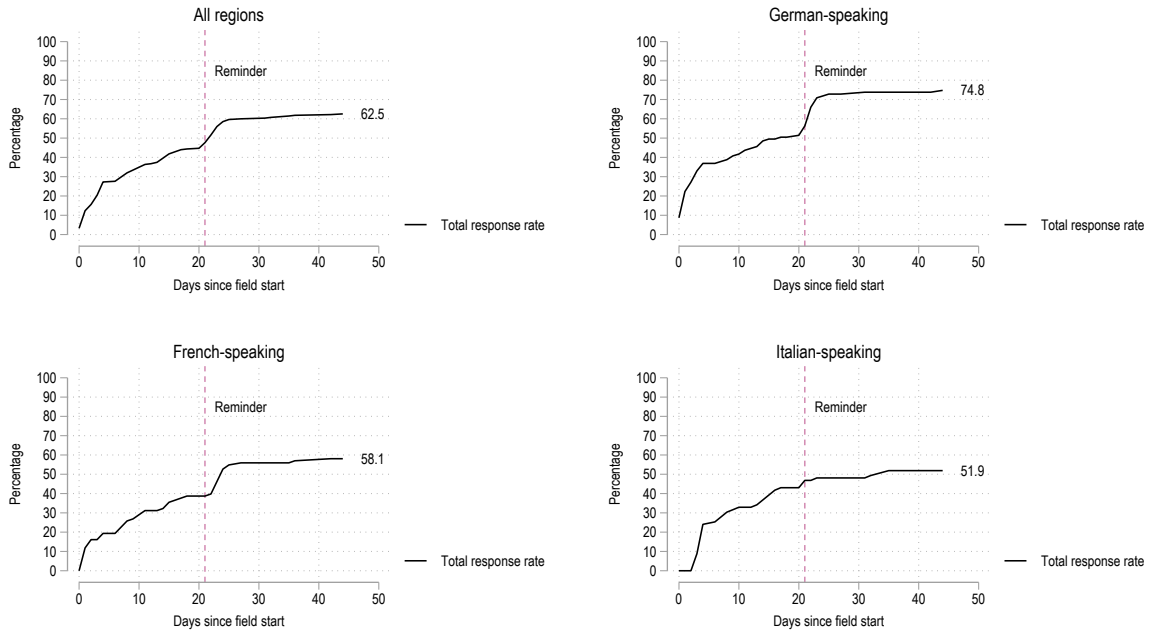 All regions
Percentage
100
90
80
70
60
50
40
30
20
10
0
Reminder
62.5
Total response rate
0 10 20 30 40 50
Days since field start
German-speaking
Percentage
100
90
80
70
60
50
40
30
20
10
0
Reminder
74.8
Total response rate
0 10 20 30 40 50
Days since field start
French-speaking
Percentage
100
90
80
70
60
50
40
30
20
10
0
Reminder
58.1
Total response rate
0 10 20 30 40 50
Days since field start
Italian-speaking
Percentage
100
90
80
70
60
50
40
30
20
10
0
Reminder
51.9
Total response rate
0 10 20 30 40 50
Days since field start